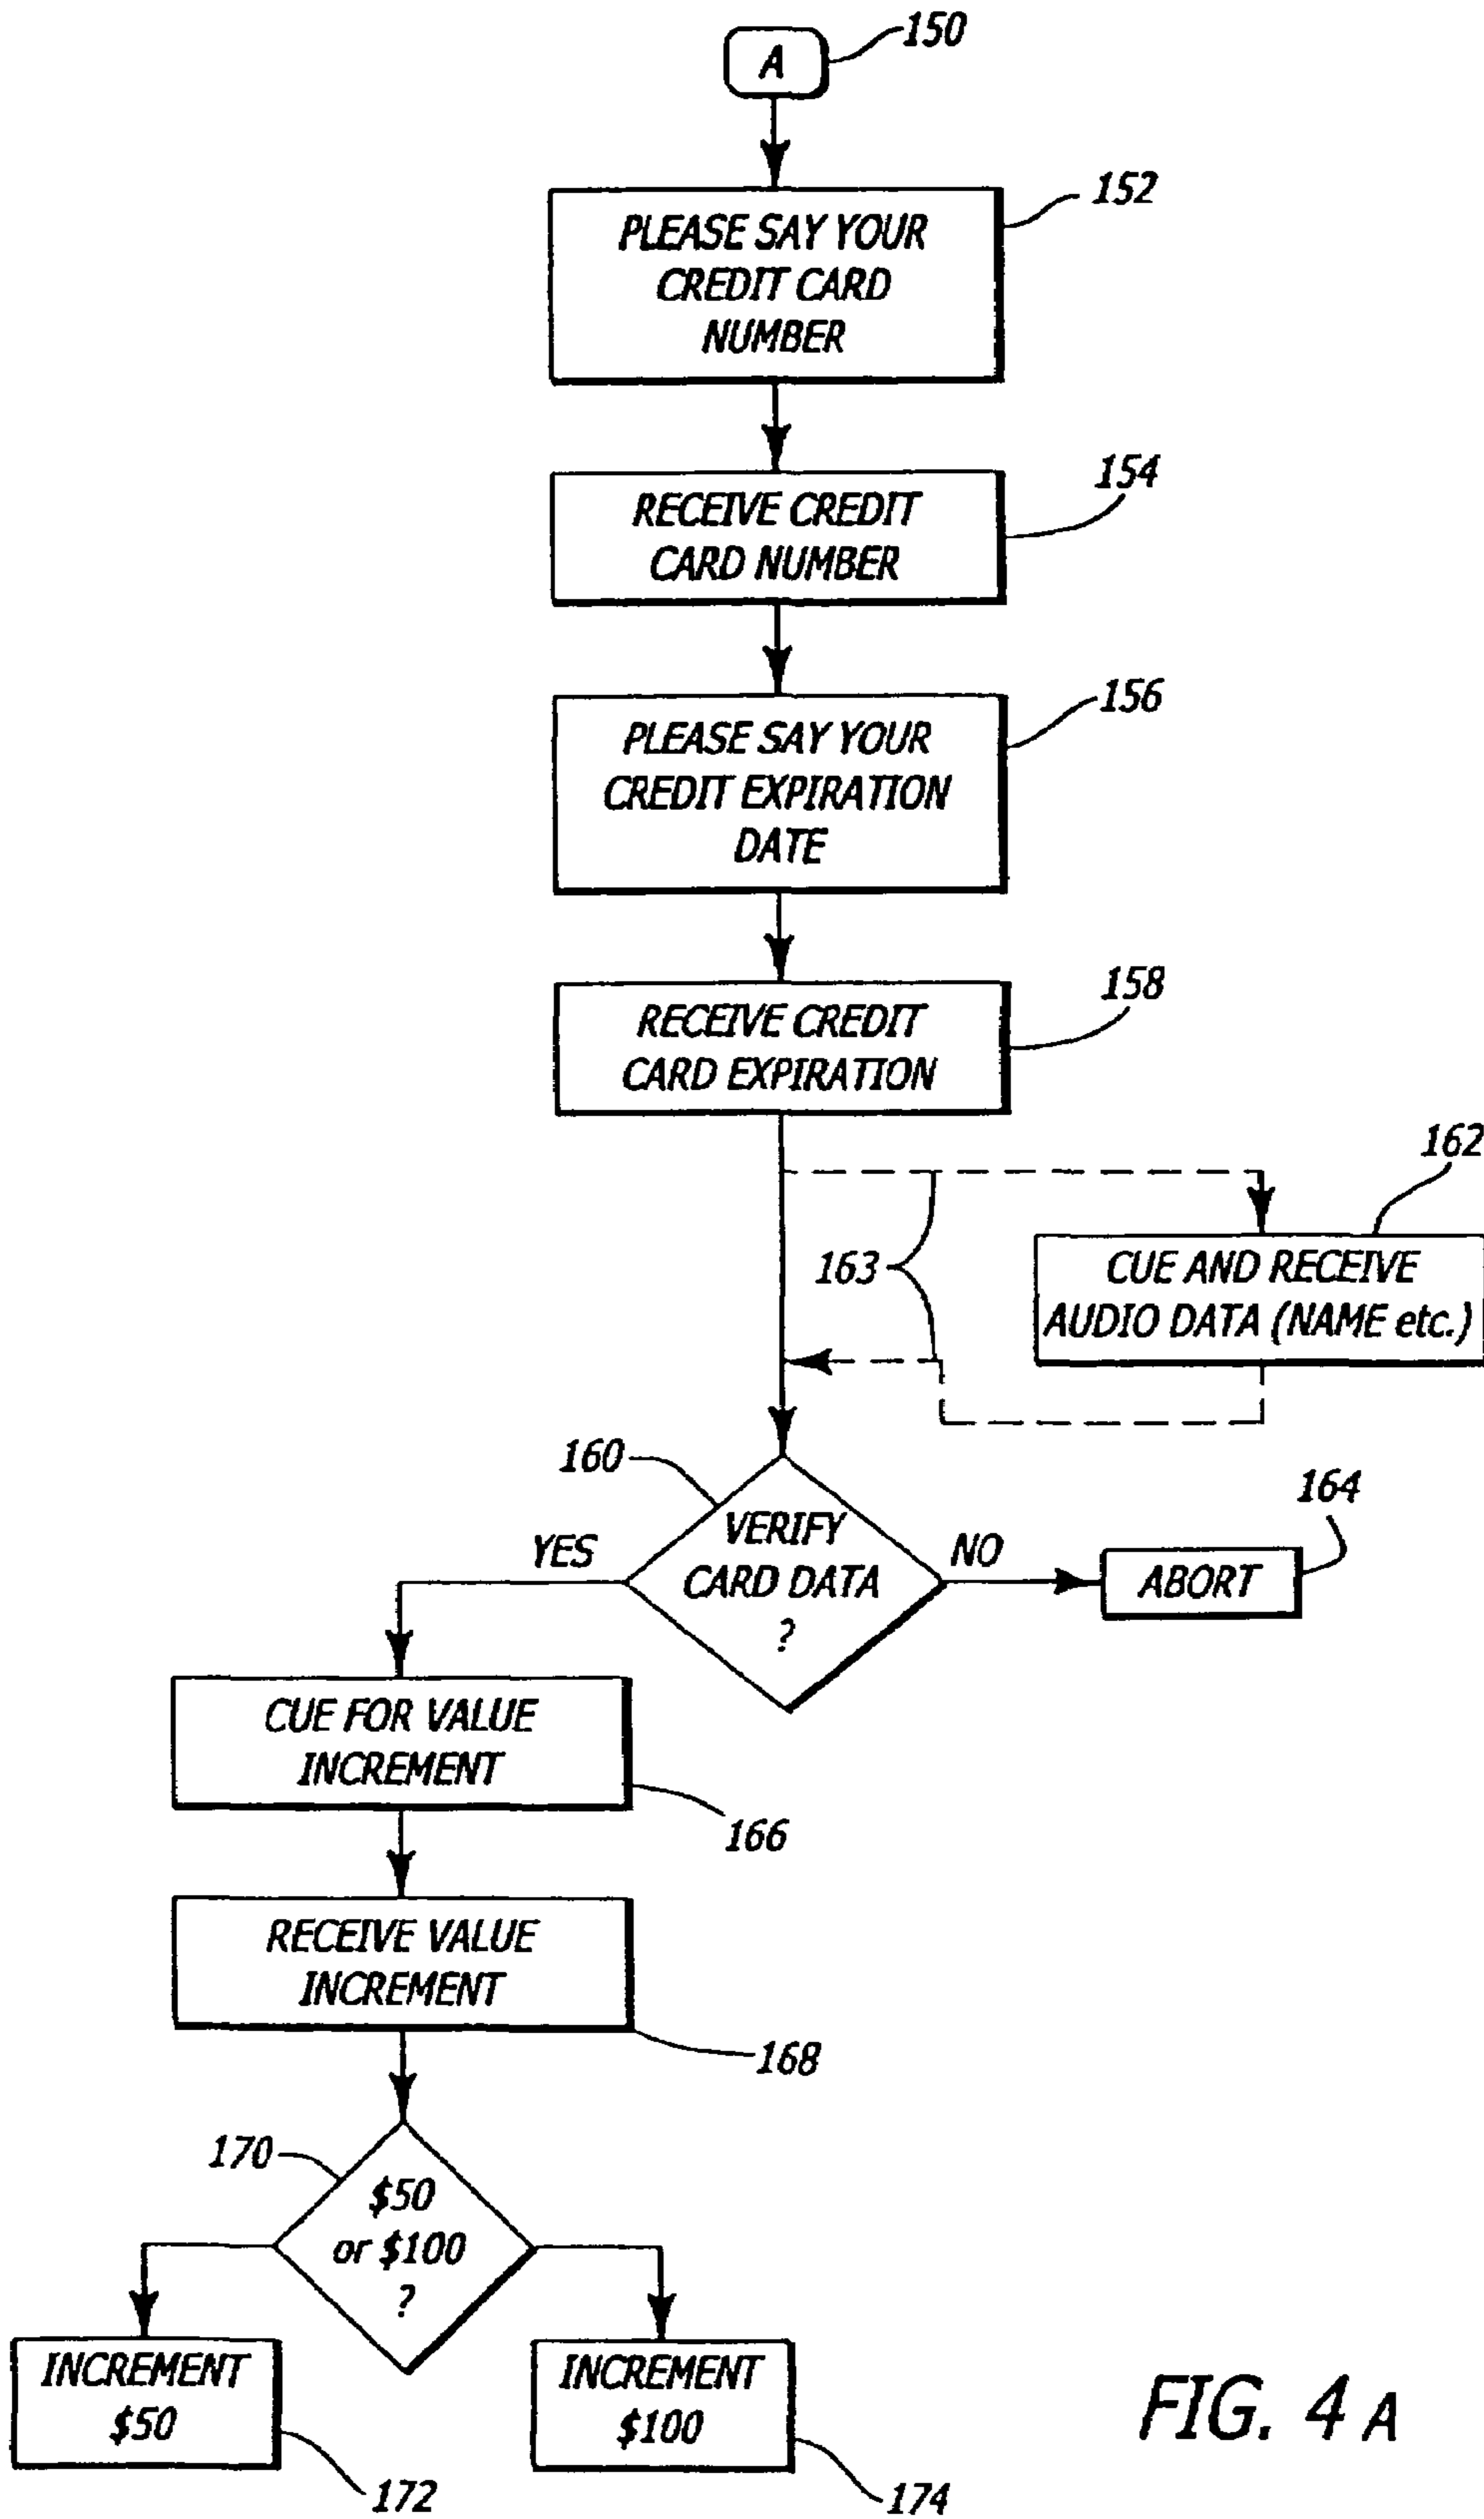 150
A
152
PLEASE SAY YOUR
CREDIT CARD
NUMBER
154
RECEIVE CREDIT
CARD NUMBER
156
PLEASE SAY YOUR
CREDIT EXPIRATION
DATE
158
RECEIVE CREDIT
CARD EXPIRATION
162
163
CUE AND RECEIVE
AUDIO DATA (NAME etc.)
160
164
YES
VERIFY
CARD DATA
?
NO
ABORT
CUE FOR VALUE
INCREMENT
166
RECEIVE VALUE
INCREMENT
168
170
$50
or $100
?
INCREMENT
$50
172
INCREMENT
$100
174
FIG. 4 A